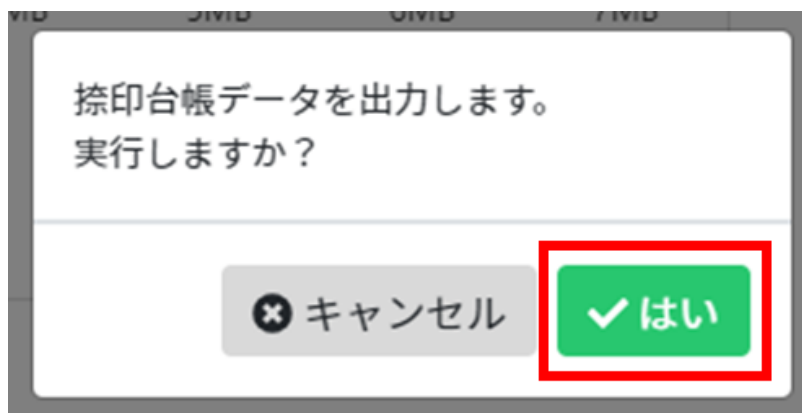 捺印台帳データを出力します。
実行しますか？
キャンセル
はい